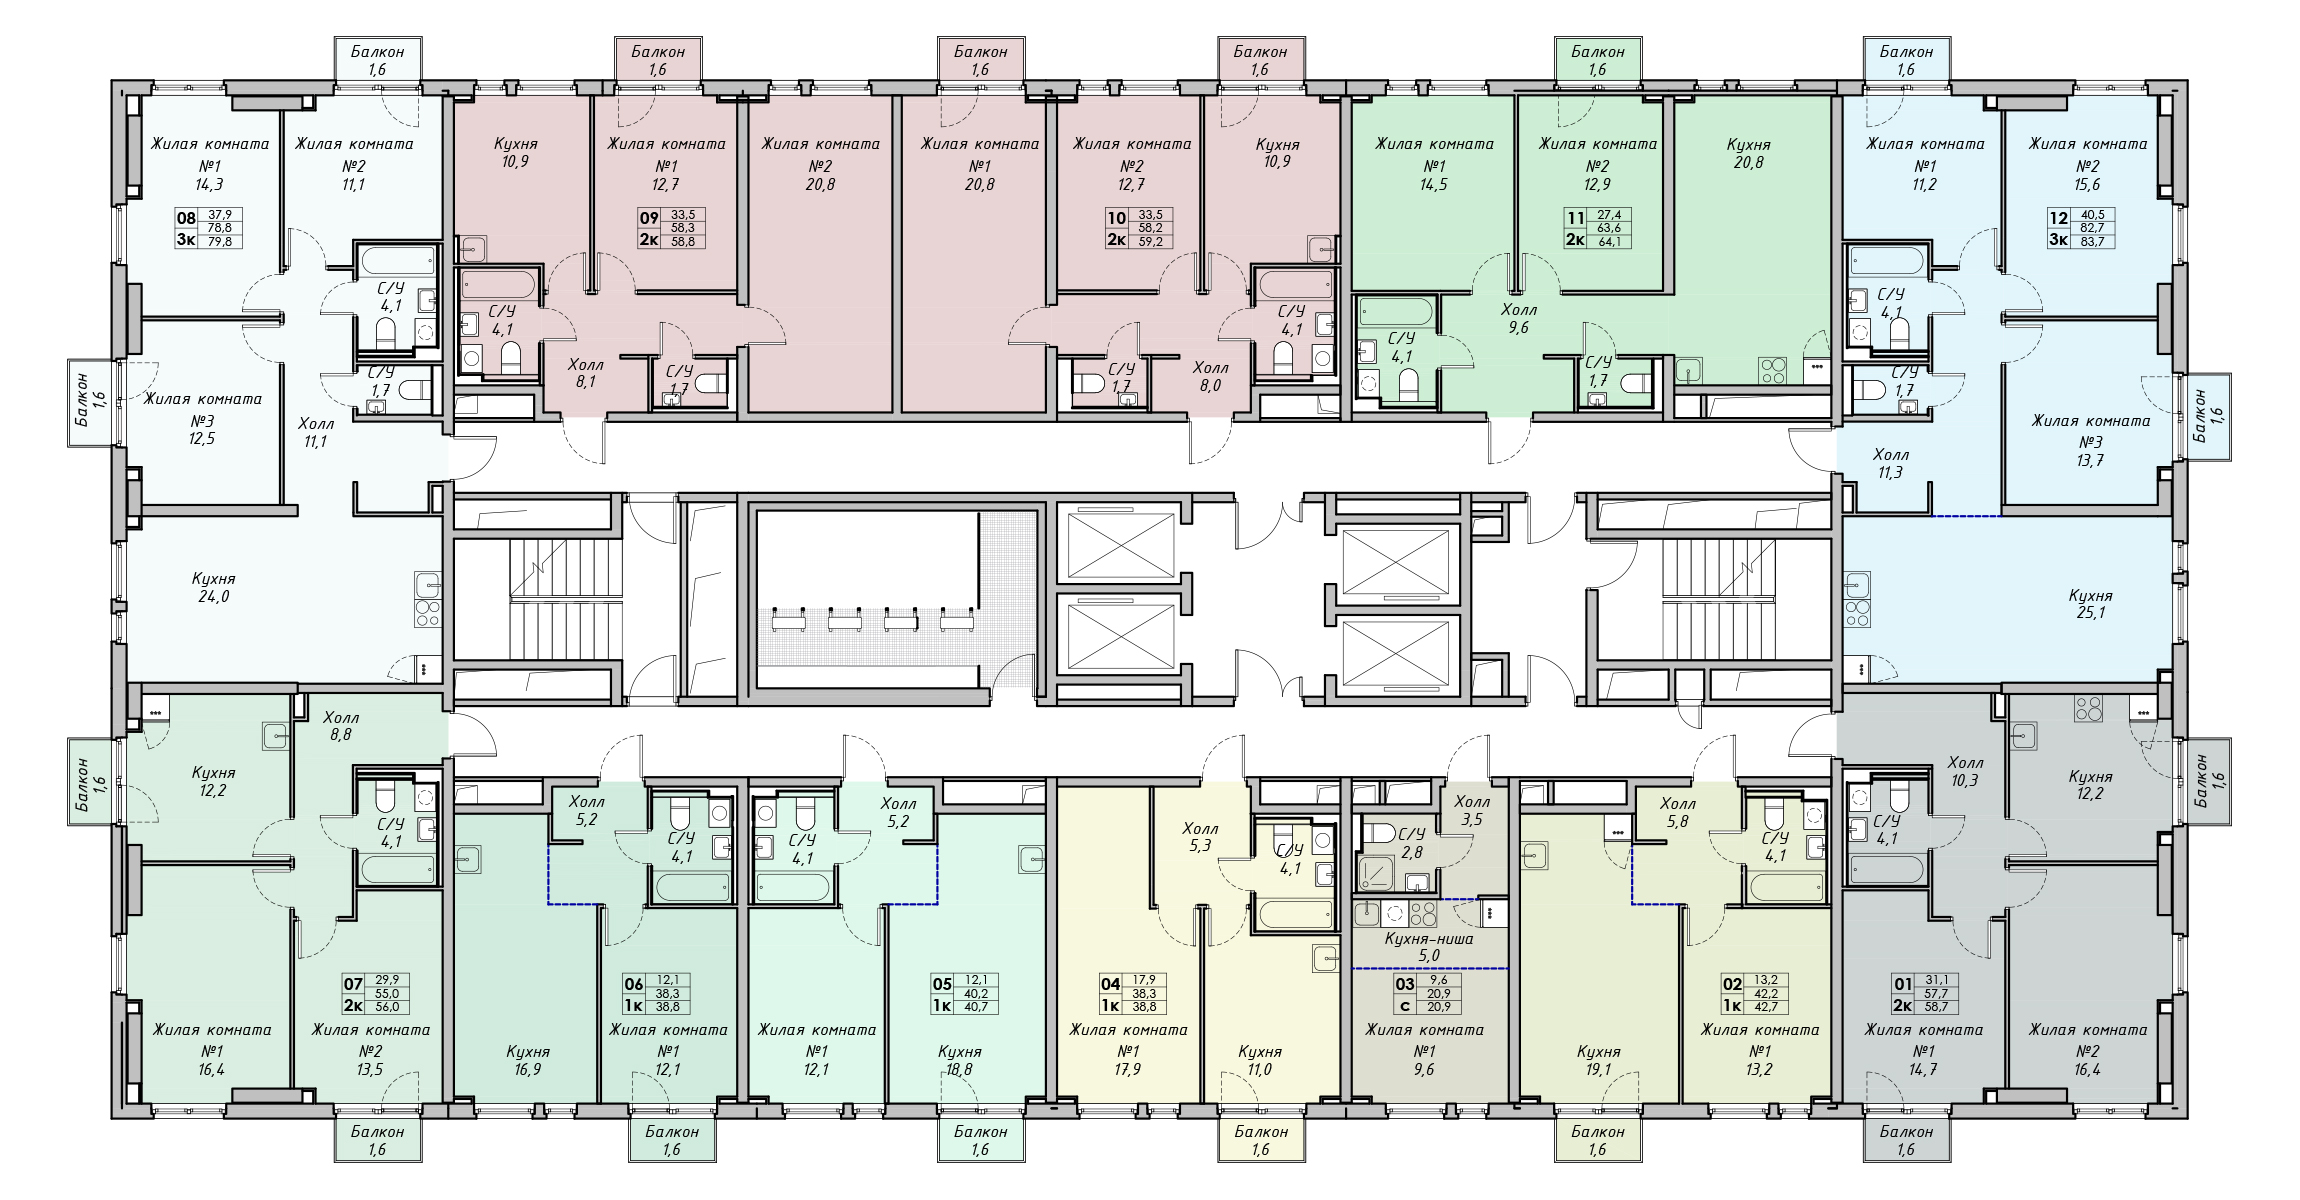 Балкон
1,6
Балкон
1,6
Балкон
1,6
Балкон
1,6
Балкон
1,6
Балкон
1,6
Жилая комната
№1
14,3
Жилая комната
№2
11,1
Кухня
10,9
Жилая комната
№1
12,7
Жилая комната
№2
20,8
Жилая комната
№1
20,8
Жилая комната
№2
12,7
Кухня
10,9
Жилая комната
№1
14,5
Жилая комната
№2
12,9
Кухня
20,8
Жилая комната
№1
11,2
Жилая комната
№2
15,6
08 37,9
78,8
3к 79,8
09 33,5
58,3
2к 58,8
10 33,5
58,2
2к 59,2
11 27,4
63,6
2к 64,1
12 40,5
82,7
3к 83,7
С/У
4,1
С/У
4,1
С/У
4,1
Холл
9,6
С/У
4,1
С/У
4,1
С/У
1,7
Холл
8,1
С/У
1,7
С/У
1,7
Холл
8,0
С/У
1,7
С/У
1,7
Балкон
1,6
Жилая комната
№3
12,5
Холл
11,1
Холл
11,3
Жилая комната
№3
13,7
Балкон
1,6
Кухня
24,0
Кухня
25,1
Балкон
1,6
Кухня
12,2
Холл
8,8
С/У
4,1
Холл
5,2
С/У
4,1
С/У
4,1
Холл
5,2
Холл
5,3
С/У
4,1
С/У
2,8
Холл
3,5
Холл
5,8
С/У
4,1
С/У
4,1
Холл
10,3
Кухня
12,2
Балкон
1,6
Кухня-ниша
5,0
07 29,9
55,0
2к 56,0
06 12,1
38,3
1к 38,8
05 12,1
40,2
1к 40,7
04 17,9
38,3
1к 38,8
03 9,6
20,9
с 20,9
02 13,2
42,2
1к 42,7
01 31,1
57,7
2к 58,7
Жилая комната
№1
16,4
Жилая комната
№2
13,5
Кухня
16,9
Жилая комната
№1
12,1
Жилая комната
№1
12,1
Кухня
18,8
Жилая комната
№1
17,9
Кухня
11,0
Жилая комната
№1
9,6
Кухня
19,1
Жилая комната
№1
13,2
Жилая комната
№1
14,7
Жилая комната
№2
16,4
Балкон
1,6
Балкон
1,6
Балкон
1,6
Балкон
1,6
Балкон
1,6
Балкон
1,6